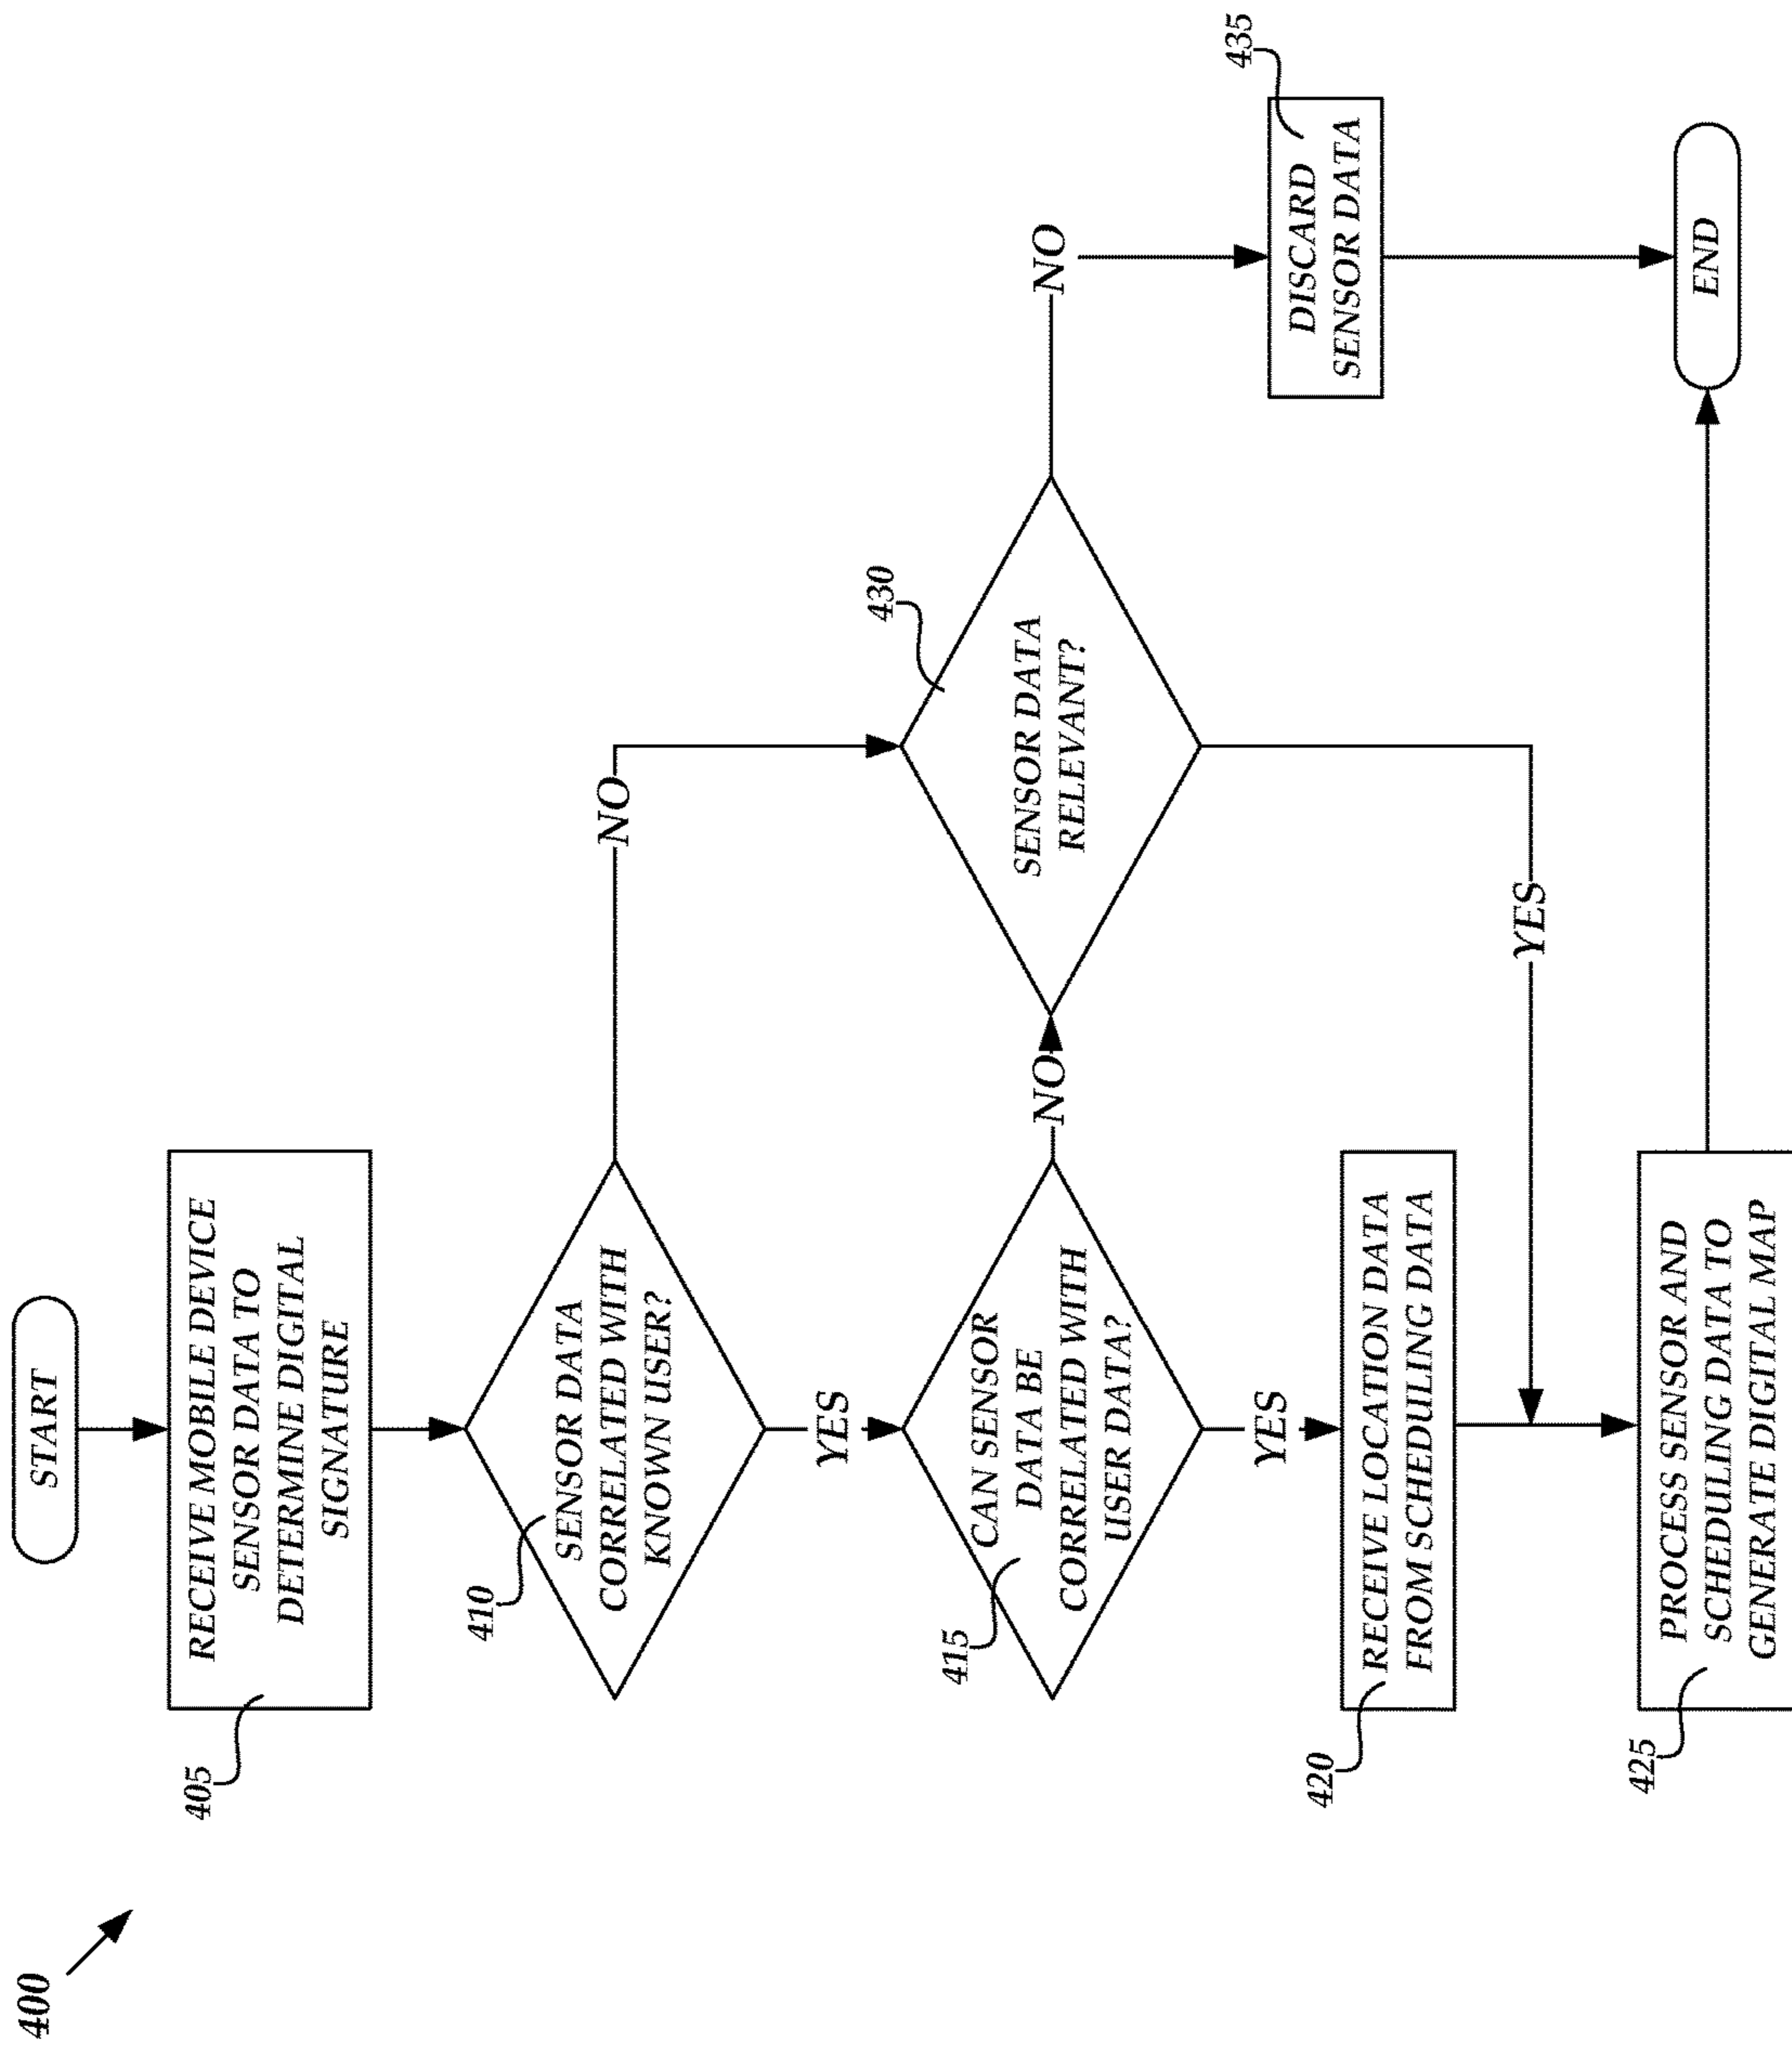 400
START
RECEIVE MOBILE DEVICE
SENSOR DATA TO
DETERMINE DIGITAL
SIGNATURE
405
SENSOR DATA
CORRELATED WITH
KNOWN USER?
410
NO
YES
CAN SENSOR
DATA BE
CORRELATED WITH
USER DATA?
415
NO
SENSOR DATA
RELEVANT?
430
NO
YES
RECEIVE LOCATION DATA
FROM SCHEDULING DATA
420
DISCARD
SENSOR DATA
435
YES
PROCESS SENSOR AND
SCHEDULING DATA TO
GENERATE DIGITAL MAP
425
END